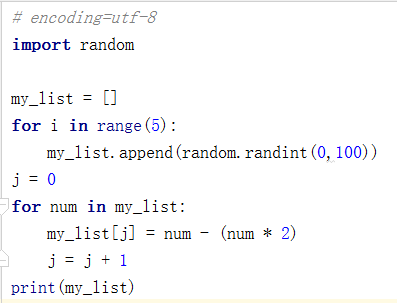 # encoding=utf-8
import random

my_list = []
for i in range(5):
    my_list.append(random.randint(0,100))
j = 0
for num in my_list:
    my_list[j] = num - (num * 2)
    j = j + 1
print(my_list)